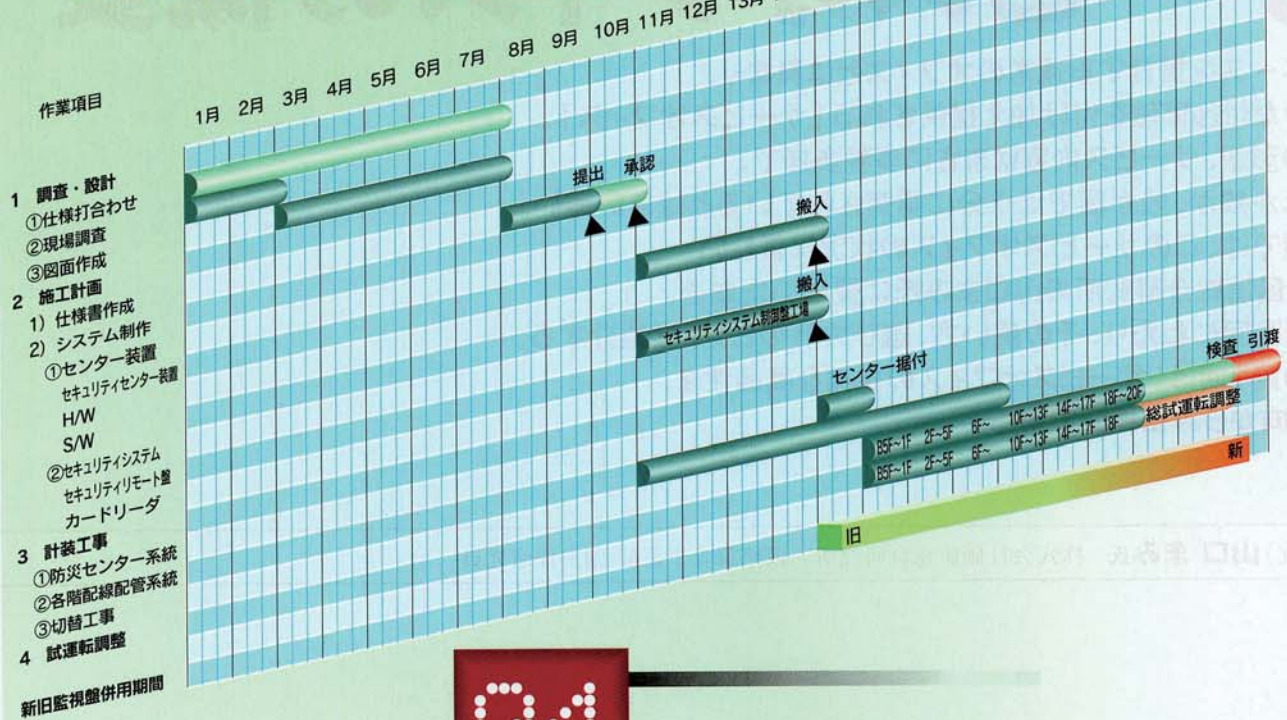 作業項目
1月 2月 3月 4月 5月 6月 7月 8月 9月 10月 11月 12月 13月
1 調査・設計
①仕様打合わせ
②現場調査
③図面作成
2 施工計画
1) 仕様書作成
2) システム制作
①センター装置
セキュリティセンター装置
H/W
S/W
②セキュリティシステム
セキュリティリモート盤
カードリーダ
3 計装工事
①防災センター系統
②各階配線配管系統
③切替工事
4 試運転調整
新旧監視盤併用期間
提出 承認
搬入
搬入
セキュリティシステム制御盤工場
センター据付
検査 引渡
B5F~1F 2F~5F 6F~ 10F~13F 14F~17F 18F~20F
B5F~1F 2F~5F 6F~ 10F~13F 14F~17F 18F
総試運転調整
旧
新
04